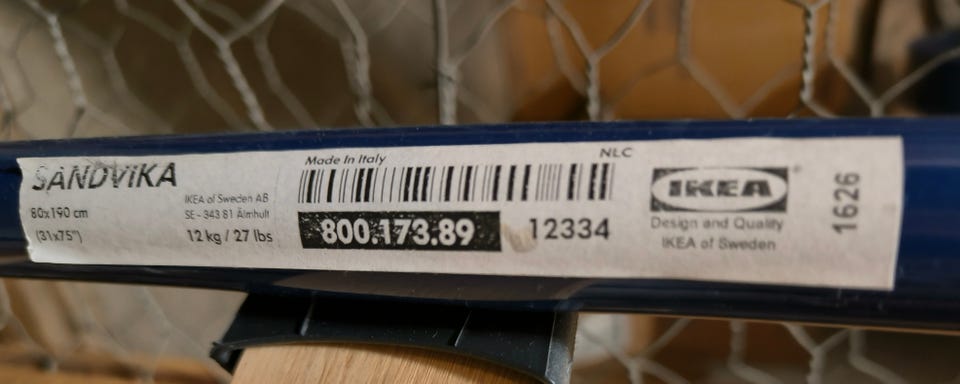 SANDVIKA
80x190 cm
(31x75")
IKEA of Sweden AB
SE - 343 81 Älmhult
12 kg / 27 lbs
Made In Italy
NLC
800.173.89
12334
IKEA®
Design and Quality
IKEA of Sweden
1626